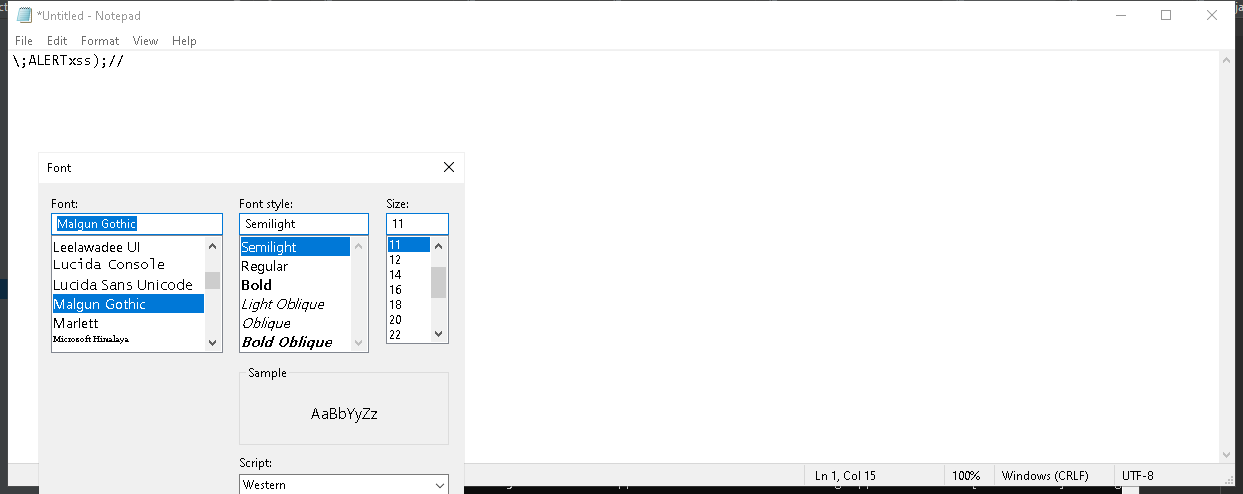 *Untitled - Notepad
File Edit Format View Help
\;ALERTxss);//
Font
Font: Font style: Size:
Malgun Gothic Semilight 11
Leelawadee UI Semilight 11
Lucida Console Regular 12
Lucida Sans Unicode Bold 14
Malgun Gothic Light Oblique 16
Marlett Oblique 18
Microsoft Himalaya Bold Oblique 20
22
Sample
AaBbYyZz
Script:
Western
Ln 1, Col 15 100% Windows (CRLF) UTF-8